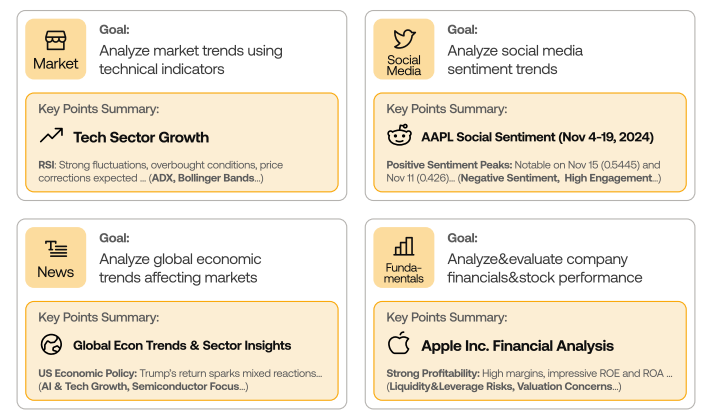 Market
Goal:
Analyze market trends using
technical indicators
Key Points Summary:
Tech Sector Growth
RSI: Strong fluctuations, overbought conditions, price
corrections expected ... (ADX, Bollinger Bands...)
Social
Media
Goal:
Analyze social media
sentiment trends
Key Points Summary:
AAPL Social Sentiment (Nov 4-19, 2024)
Positive Sentiment Peaks: Notable on Nov 15 (0.5445) and
Nov 11 (0.426)... (Negative Sentiment,  High Engagement...)
News
Goal:
Analyze global economic
trends affecting markets
Key Points Summary:
Global Econ Trends & Sector Insights
US Economic Policy: Trump's return sparks mixed reactions...
(AI & Tech Growth, Semiconductor Focus...)
Funda-
mentals
Goal:
Analyze&evaluate company
financials&stock performance
Key Points Summary:
Apple Inc. Financial Analysis
Strong Profitability: High margins, impressive ROE and ROA ...
(Liquidity&Leverage Risks, Valuation Concerns...)